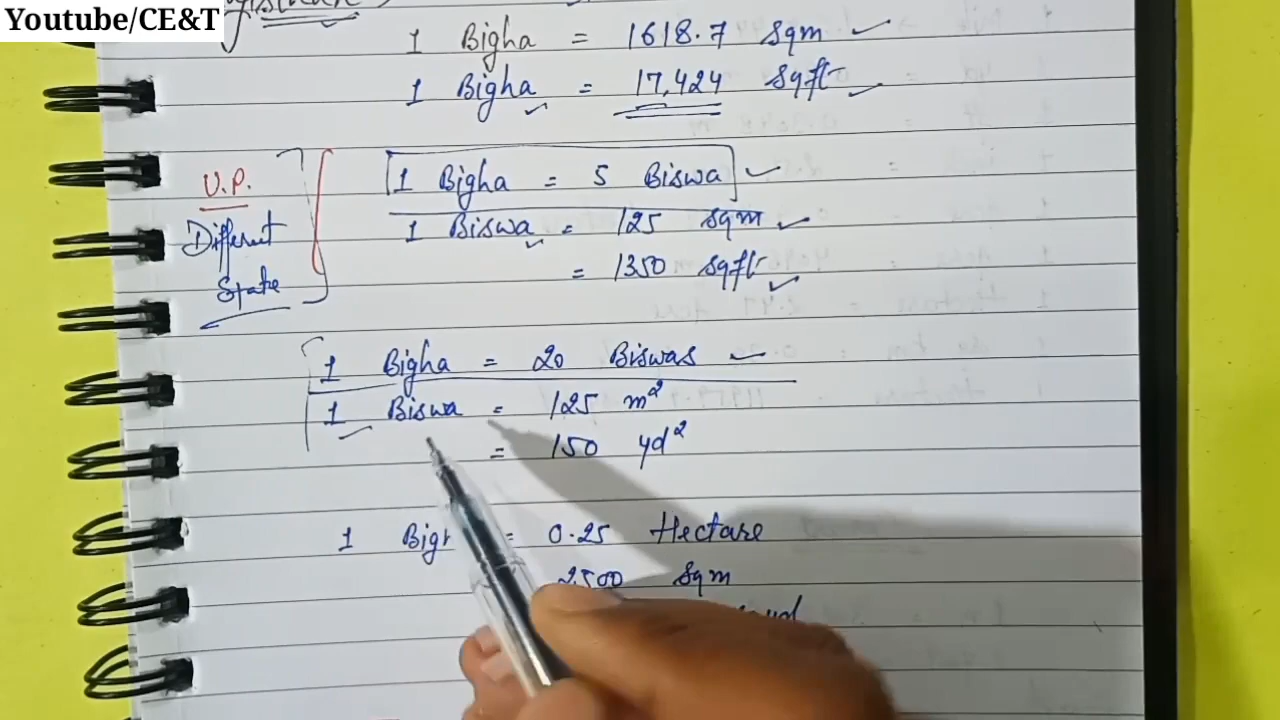 Youtube/CE&T
1 Bigha = 1618.7 Sqm
1 Bigha = 17,424 Sqft
U.P.
Different
State
1 Bigha = 5 Biswa
1 Biswa = 125 sqm
= 1350 sqft
1 Bigha = 20 Biswas
1 Biswa = 125 m²
= 150 yd²
1 Bigh = 0.25 Hectare
2500 Sqm